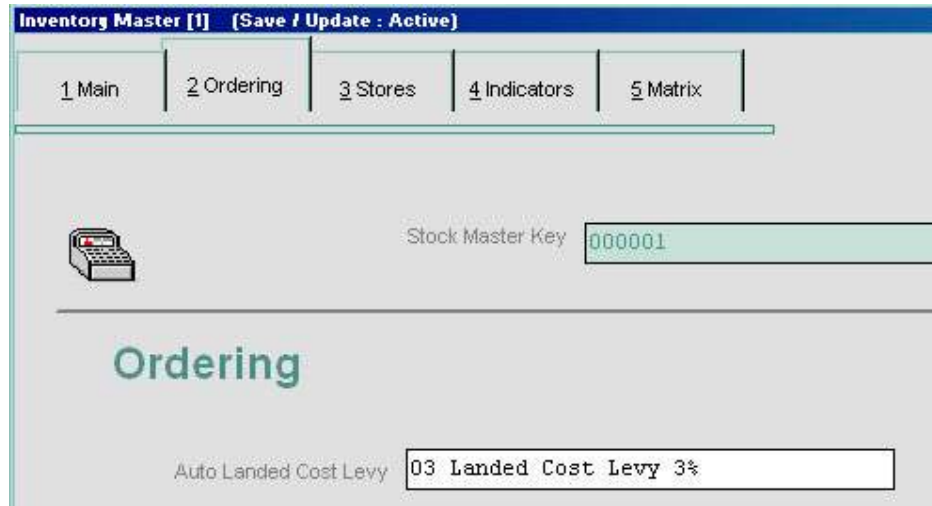 Inventory Master [1] (Save / Update : Active)
1 Main 2 Ordering 3 Stores 4 Indicators 5 Matrix
Stock Master Key 000001
Ordering
Auto Landed Cost Levy 03 Landed Cost Levy 3%